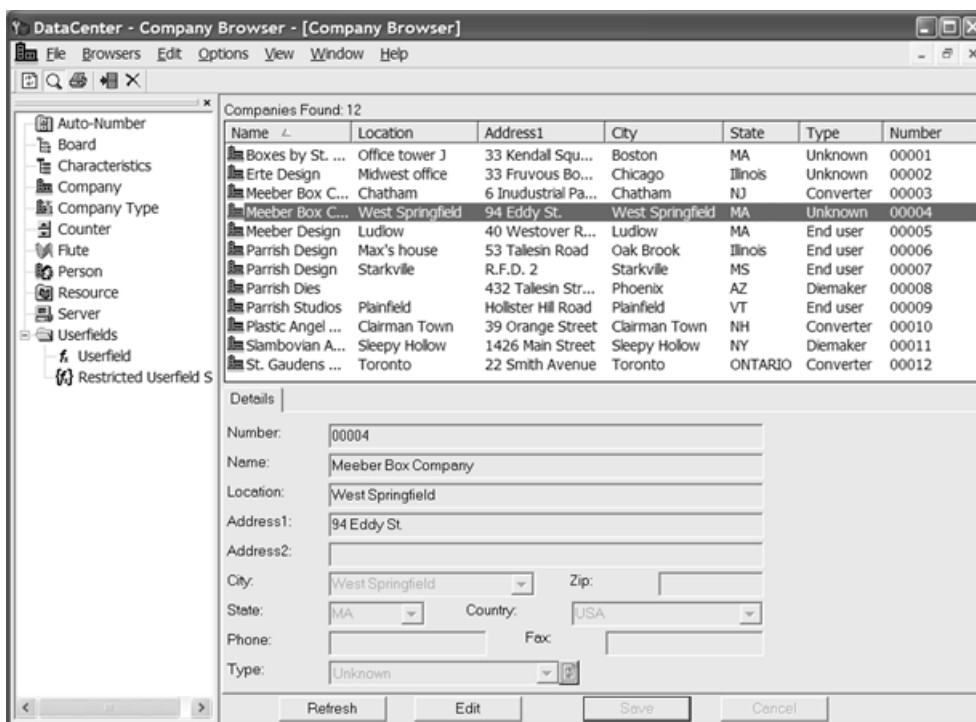 DataCenter - Company Browser - [Company Browser]
File Browsers Edit Options View Window Help
Auto-Number
Board
Characteristics
Company
Company Type
Counter
Flute
Person
Resource
Server
Userfields
Userfield
Restricted Userfield S
Companies Found: 12
Name Location Address1 City State Type Number
Boxes by St. ... Office tower J 33 Kendall Squ... Boston MA Unknown 00001
Erte Design Midwest office 33 Fruvous Bo... Chicago Illinois Unknown 00002
Meeber Box C... Chatham 6 Inudustrial Pa... Chatham NJ Converter 00003
Meeber Box C... West Springfield 94 Eddy St. West Springfield MA Unknown 00004
Meeber Design Ludlow 40 Westover R... Ludlow MA End user 00005
Parrish Design Max's house 53 Talesin Road Oak Brook Illinois End user 00006
Parrish Design Starkville R.F.D. 2 Starkville MS End user 00007
Parrish Dies 432 Talesin Str... Phoenix AZ Diemaker 00008
Parrish Studios Plainfield Hollister Hill Road Plainfield VT End user 00009
Plastic Angel ... Clairman Town 39 Orange Street Clairman Town NH Converter 00010
Slambovian A... Sleepy Hollow 1426 Main Street Sleepy Hollow NY Diemaker 00011
St. Gaudens ... Toronto 22 Smith Avenue Toronto ONTARIO Converter 00012
Details
Number: 00004
Name: Meeber Box Company
Location: West Springfield
Address1: 94 Eddy St.
Address2:
City: West Springfield Zip:
State: MA Country: USA
Phone: Fax:
Type: Unknown
Refresh Edit Save Cancel